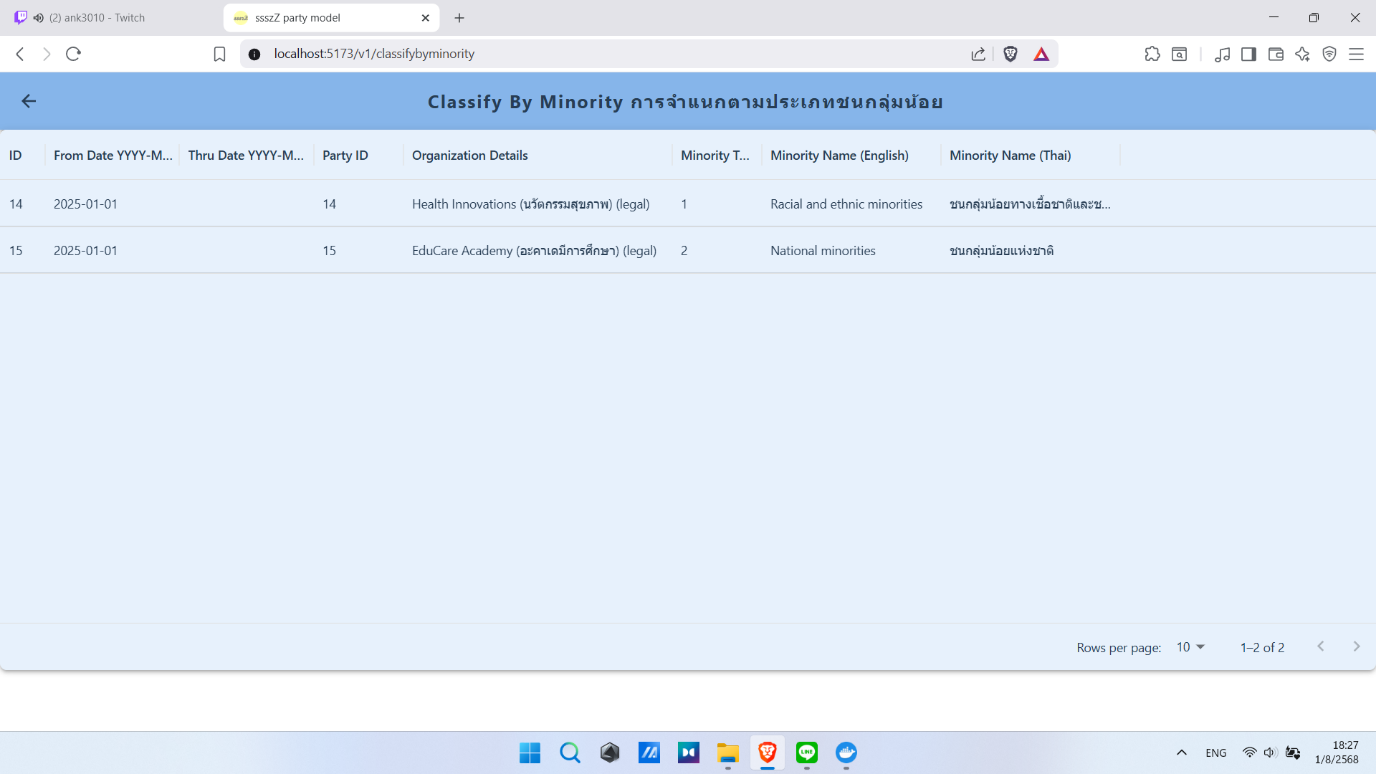 (2) ank3010 - Twitch
ssszZ ssszZ party model
localhost:5173/v1/classifybyminority
Classify By Minority การจำแนกตามประเภทชนกลุ่มน้อย
ID From Date YYYY-M... Thru Date YYYY-M... Party ID Organization Details Minority T... Minority Name (English) Minority Name (Thai)
14 2025-01-01 14 Health Innovations (นวัตกรรมสุขภาพ) (legal) 1 Racial and ethnic minorities ชนกลุ่มน้อยทางเชื้อชาติและช...
15 2025-01-01 15 EduCare Academy (อะคาเดมีการศึกษา) (legal) 2 National minorities ชนกลุ่มน้อยแห่งชาติ
Rows per page: 10 1–2 of 2
LINE
ENG 18:27
1/8/2568